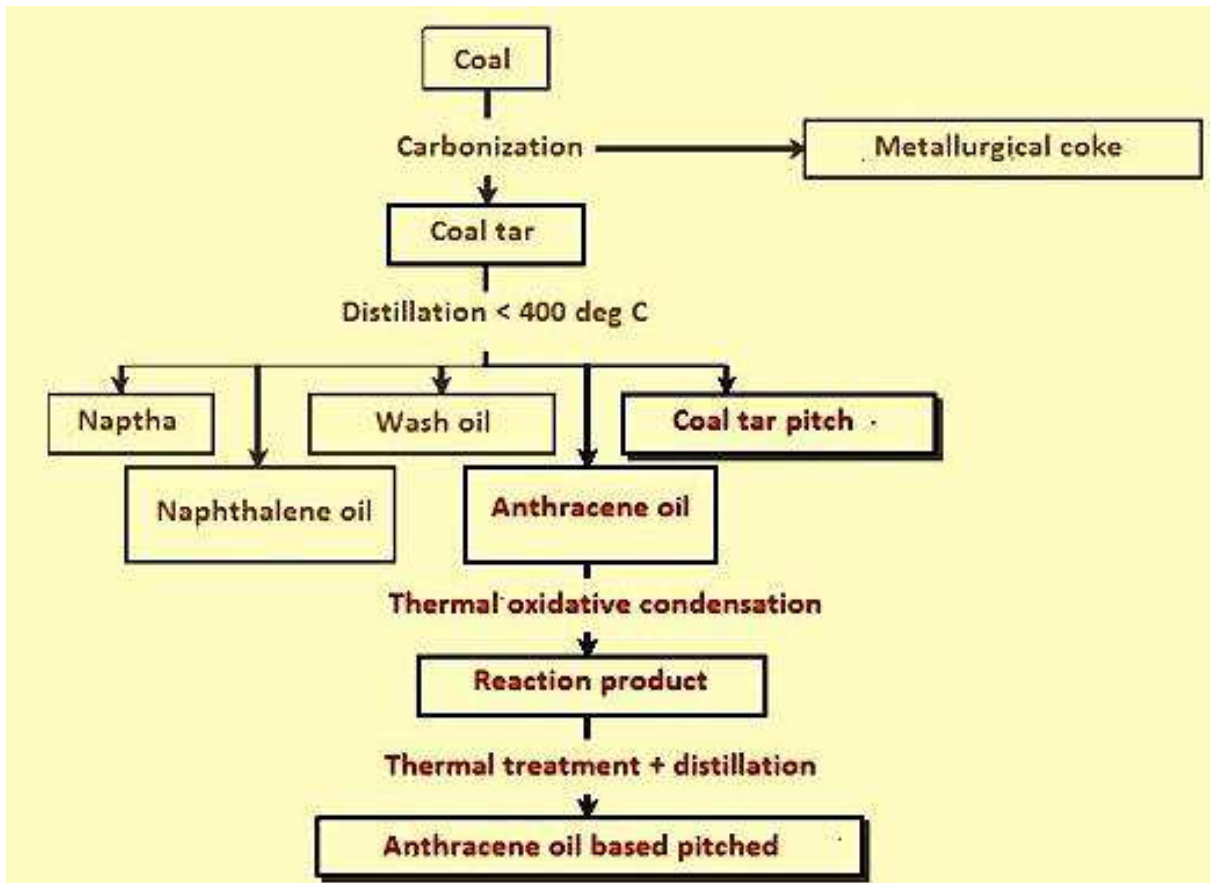 Coal
Carbonization
Metallurgical coke
Coal tar
Distillation < 400 deg C
Naptha
Wash oil
Coal tar pitch
Naphthalene oil
Anthracene oil
Thermal oxidative condensation
Reaction product
Thermal treatment + distillation
Anthracene oil based pitched